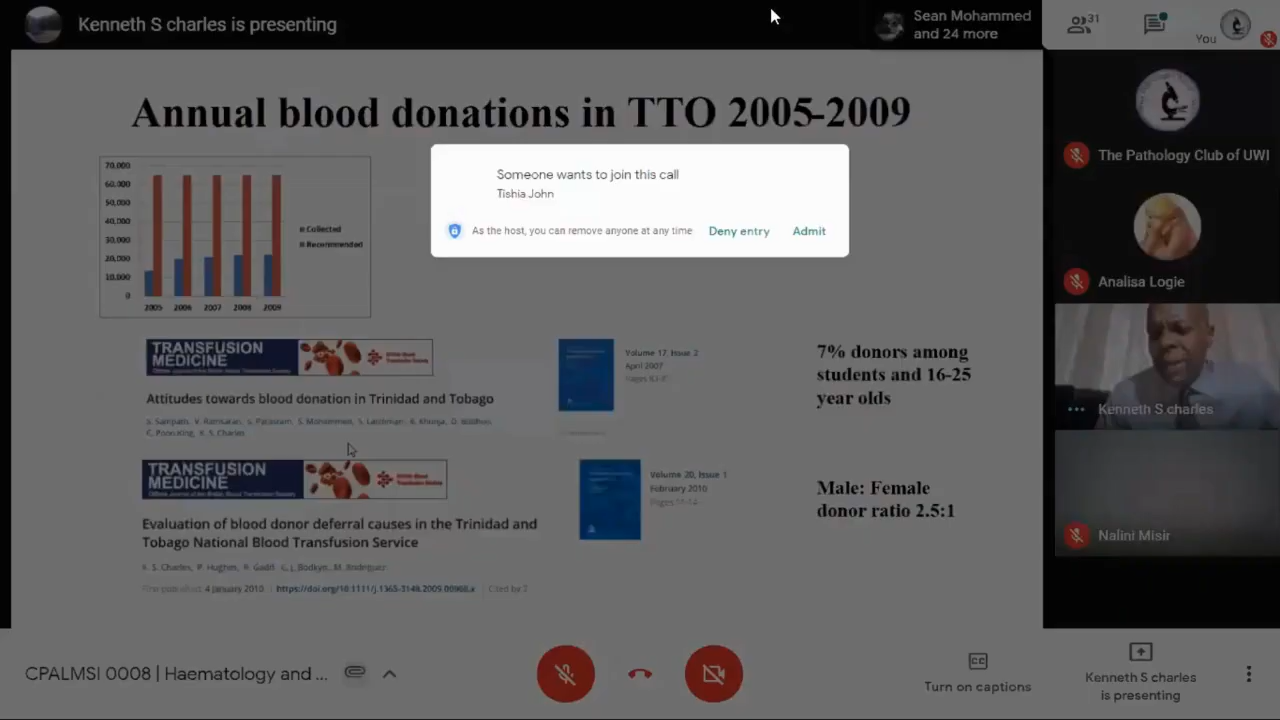 Kenneth S charles is presenting
Sean Mohammed
and 24 more
31
You
Annual blood donations in TTO 2005-2009
Someone wants to join this call
Tishia John
As the host, you can remove anyone at any time
Deny entry
Admit
70,000
60,000
50,000
40,000
30,000
20,000
10,000
0
2005 2006 2007 2008 2009
Collected
Recommended
TRANSFUSION
MEDICINE
Attitudes towards blood donation in Trinidad and Tobago
Volume 17, Issue 2
April 2007
7% donors among
students and 16-25
year olds
TRANSFUSION
MEDICINE
Evaluation of blood donor deferral causes in the Trinidad and
Tobago National Blood Transfusion Service
4 January 2010
Cited by
Volume 20, Issue 1
February 2010
Male: Female
donor ratio 2.5:1
The Pathology Club of UWI
Analisa Logie
Kenneth S charles
Nalini Misir
CPALMSI 0008 | Haematology and ...
CC
Turn on captions
Kenneth S charles
is presenting